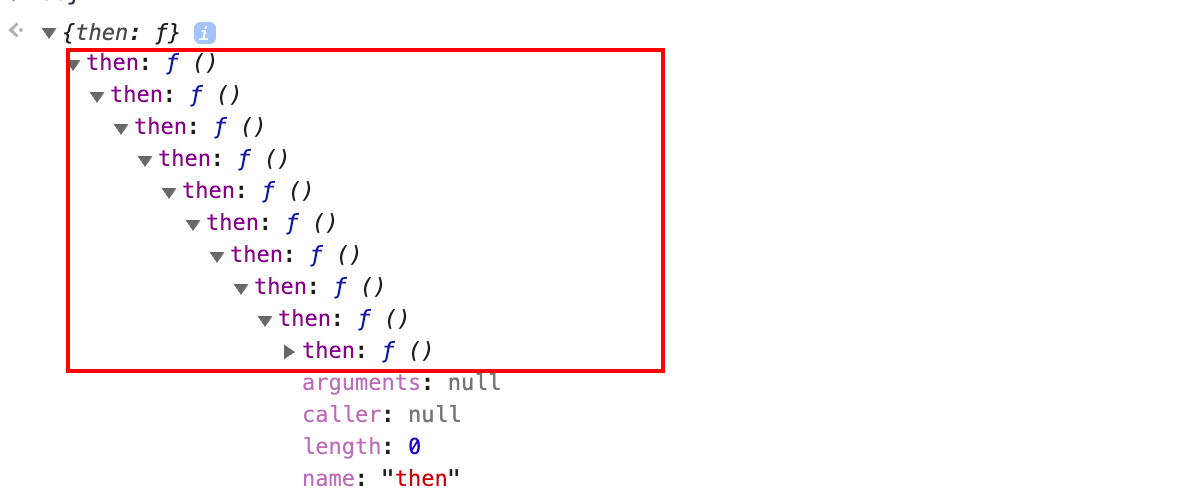 {then: ƒ} i
then: ƒ ()
then: ƒ ()
then: ƒ ()
then: ƒ ()
then: ƒ ()
then: ƒ ()
then: ƒ ()
then: ƒ ()
then: ƒ ()
then: ƒ ()
arguments: null
caller: null
length: 0
name: "then"